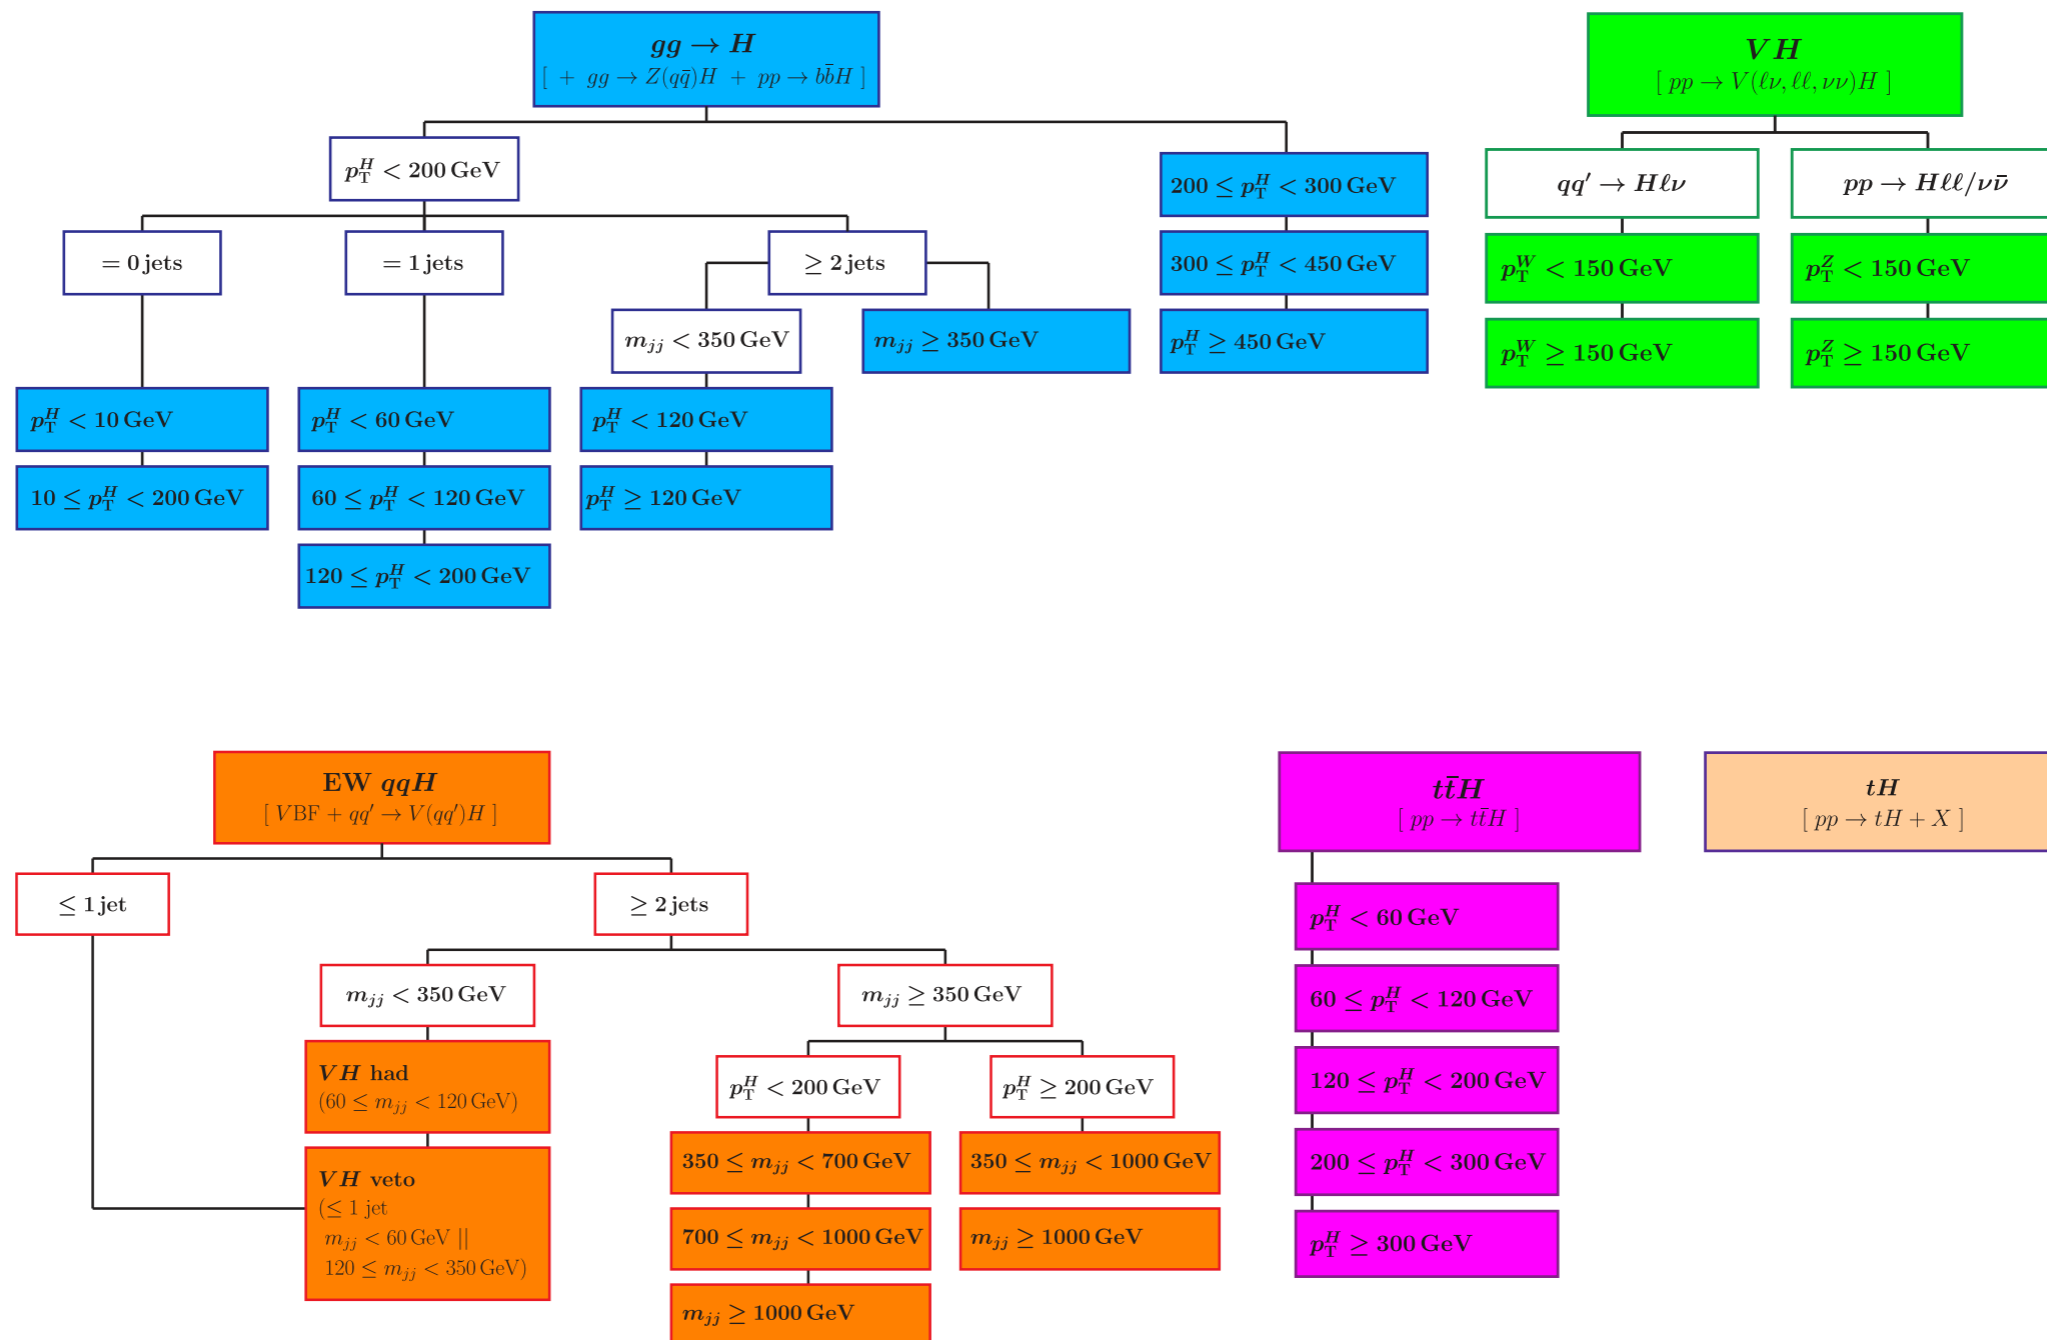 gg → H
[ + gg → Z(qq̄)H + pp → bb̄H ]
p_T^H < 200 GeV
= 0 jets
= 1 jets
≥ 2 jets
m_jj < 350 GeV
m_jj ≥ 350 GeV
p_T^H < 10 GeV
10 ≤ p_T^H < 200 GeV
p_T^H < 60 GeV
60 ≤ p_T^H < 120 GeV
120 ≤ p_T^H < 200 GeV
p_T^H < 120 GeV
p_T^H ≥ 120 GeV
200 ≤ p_T^H < 300 GeV
300 ≤ p_T^H < 450 GeV
p_T^H ≥ 450 GeV
VH
[ pp → V(ℓν, ℓℓ, νν)H ]
qq′ → Hℓν
p_T^W < 150 GeV
p_T^W ≥ 150 GeV
pp → Hℓℓ/νν̄
p_T^Z < 150 GeV
p_T^Z ≥ 150 GeV
EW qqH
[ VBF + qq′ → V(qq′)H ]
≤ 1 jet
≥ 2 jets
m_jj < 350 GeV
VH had
(60 ≤ m_jj < 120 GeV)
VH veto
(≤ 1 jet
m_jj < 60 GeV ||
120 ≤ m_jj < 350 GeV)
m_jj ≥ 350 GeV
p_T^H < 200 GeV
350 ≤ m_jj < 700 GeV
700 ≤ m_jj < 1000 GeV
m_jj ≥ 1000 GeV
p_T^H ≥ 200 GeV
350 ≤ m_jj < 1000 GeV
m_jj ≥ 1000 GeV
tt̄H
[ pp → tt̄H ]
p_T^H < 60 GeV
60 ≤ p_T^H < 120 GeV
120 ≤ p_T^H < 200 GeV
200 ≤ p_T^H < 300 GeV
p_T^H ≥ 300 GeV
tH
[ pp → tH + X ]